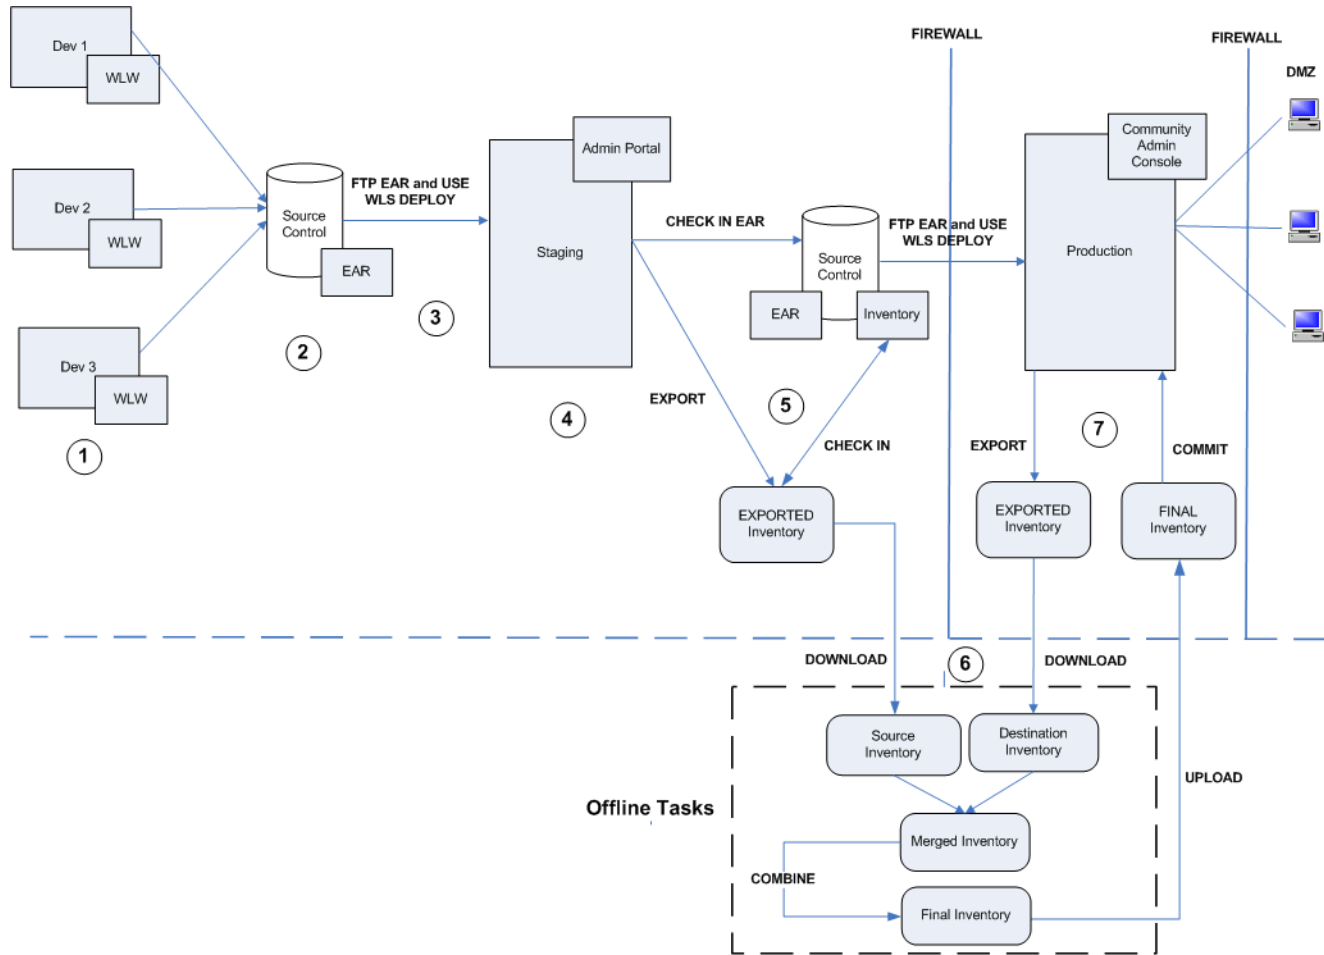 Dev 1
WLW
Dev 2
WLW
Dev 3
WLW
1
Source
Control
EAR
2
FTP EAR and USE
WLS DEPLOY
3
Admin Portal
Staging
4
CHECK IN EAR
EXPORT
Source
Control
EAR
Inventory
5
CHECK IN
EXPORTED
Inventory
FIREWALL
FTP EAR and USE
WLS DEPLOY
Community
Admin
Console
Production
7
EXPORT
COMMIT
EXPORTED
Inventory
FINAL
Inventory
FIREWALL
DMZ
DOWNLOAD
6
DOWNLOAD
Source
Inventory
Destination
Inventory
UPLOAD
Offline Tasks
Merged Inventory
COMBINE
Final Inventory